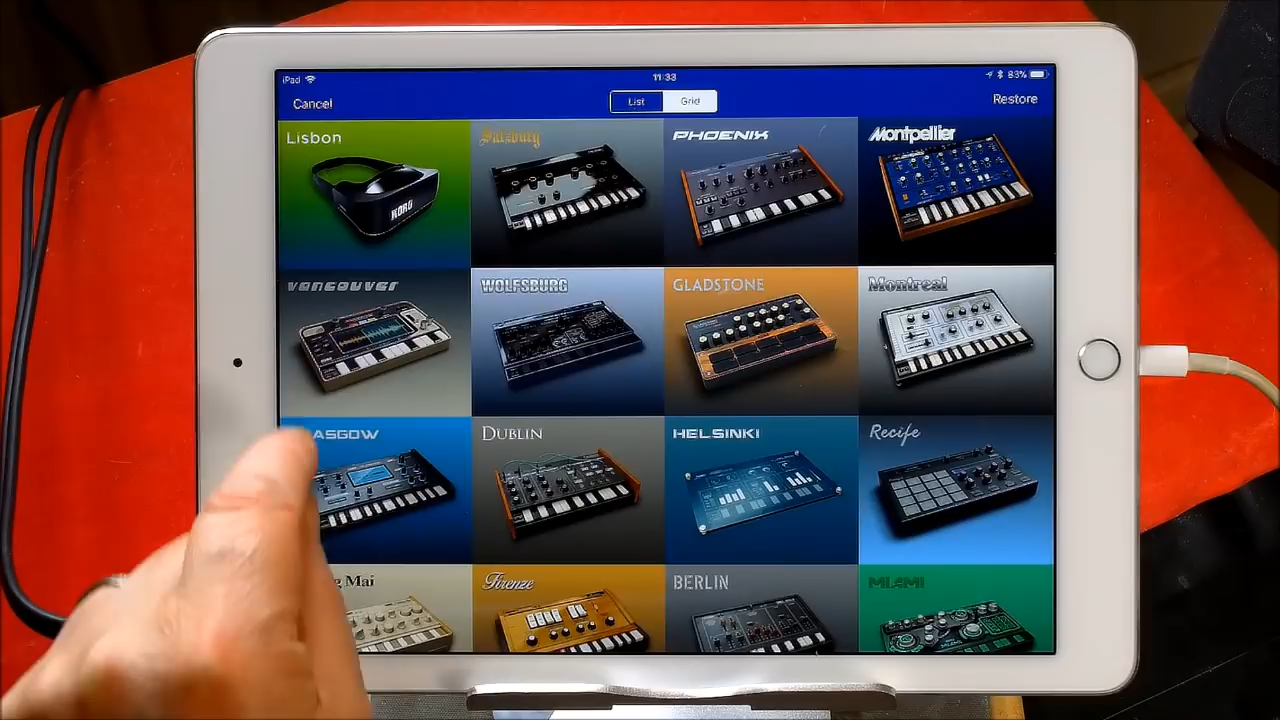 iPad
11:33
83%
Cancel
List
Grid
Restore
Lisbon
Salzburg
PHOENIX
Montpellier
KORG
VANCOUVER
WOLFSBURG
GLADSTONE
Montreal
ASGOW
DUBLIN
HELSINKI
Recife
g Mai
Firenze
BERLIN
MIAMI